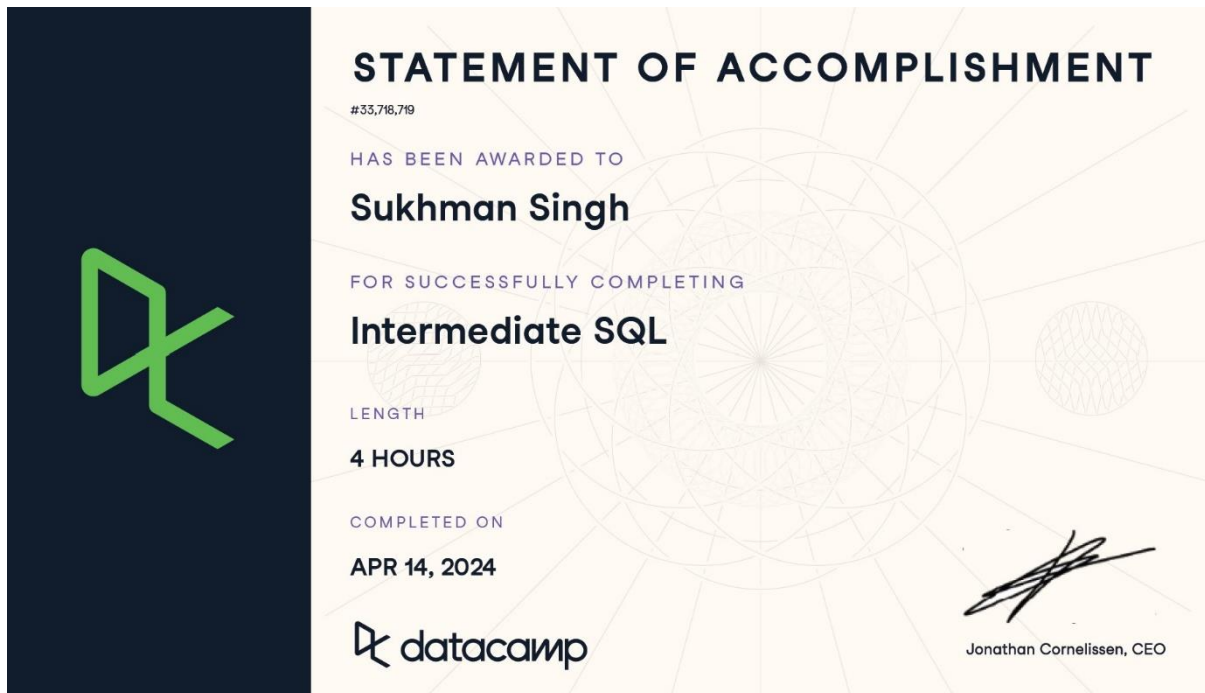 STATEMENT OF ACCOMPLISHMENT
#33,718,719
HAS BEEN AWARDED TO
Sukhman Singh
FOR SUCCESSFULLY COMPLETING
Intermediate SQL
LENGTH
4 HOURS
COMPLETED ON
APR 14, 2024
datacamp
Jonathan Cornelissen, CEO